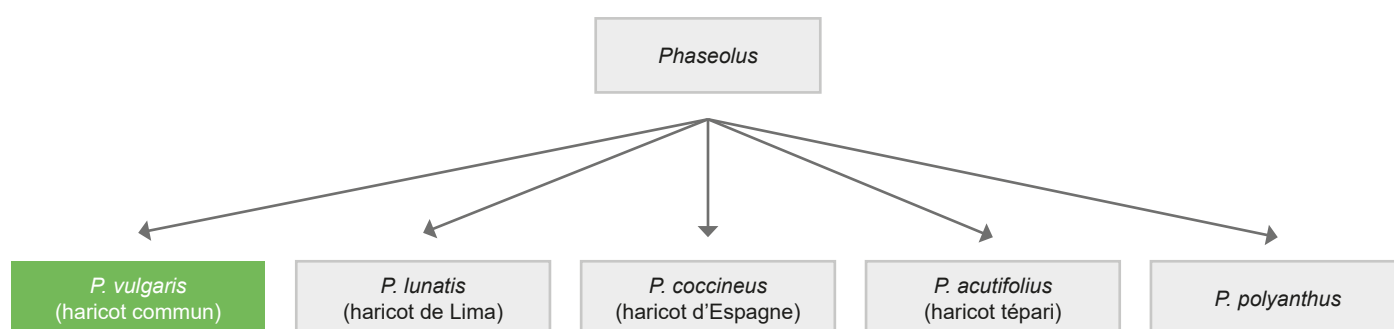 Phaseolus
P. vulgaris
(haricot commun)
P. lunatis
(haricot de Lima)
P. coccineus
(haricot d’Espagne)
P. acutifolius
(haricot tépari)
P. polyanthus